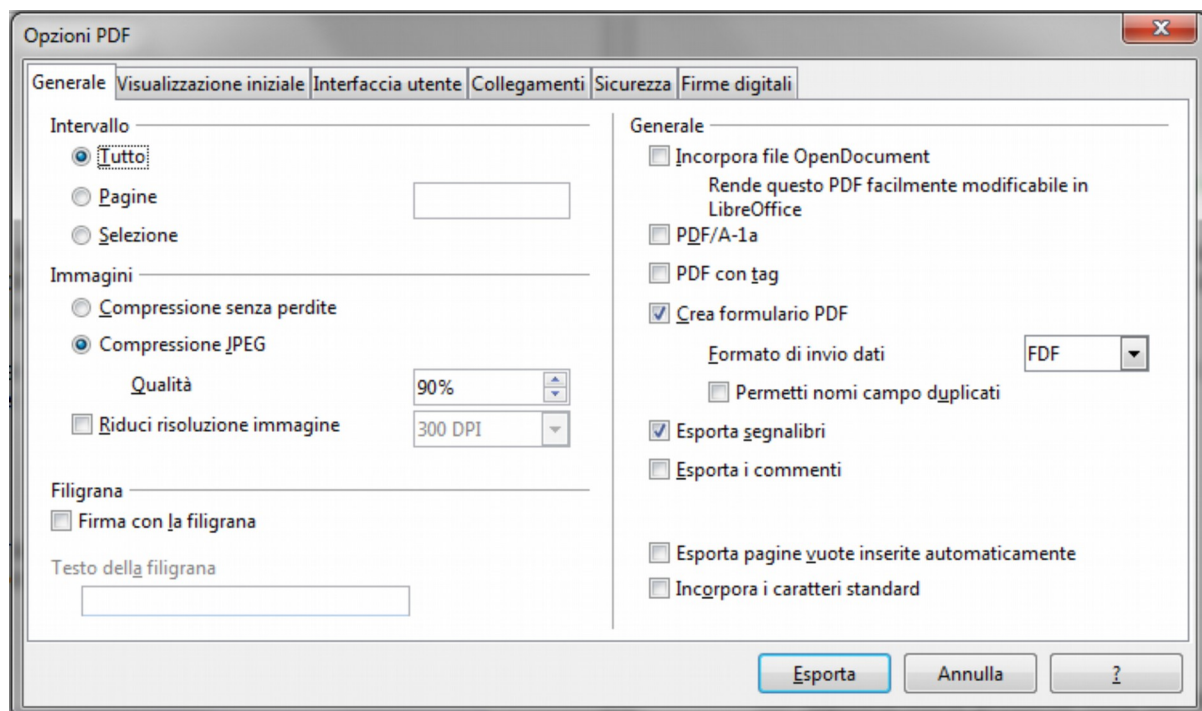 Opzioni PDF
Generale Visualizzazione iniziale Interfaccia utente Collegamenti Sicurezza Firme digitali
Intervallo
Tutto
Pagine
Selezione
Immagini
Compressione senza perdite
Compressione JPEG
Qualità 90%
Riduci risoluzione immagine 300 DPI
Filigrana
Firma con la filigrana
Testo della filigrana
Generale
Incorpora file OpenDocument
Rende questo PDF facilmente modificabile in
LibreOffice
PDF/A-1a
PDF con tag
Crea formulario PDF
Formato di invio dati FDF
Permetti nomi campo duplicati
Esporta segnalibri
Esporta i commenti
Esporta pagine vuote inserite automaticamente
Incorpora i caratteri standard
Esporta Annulla ?